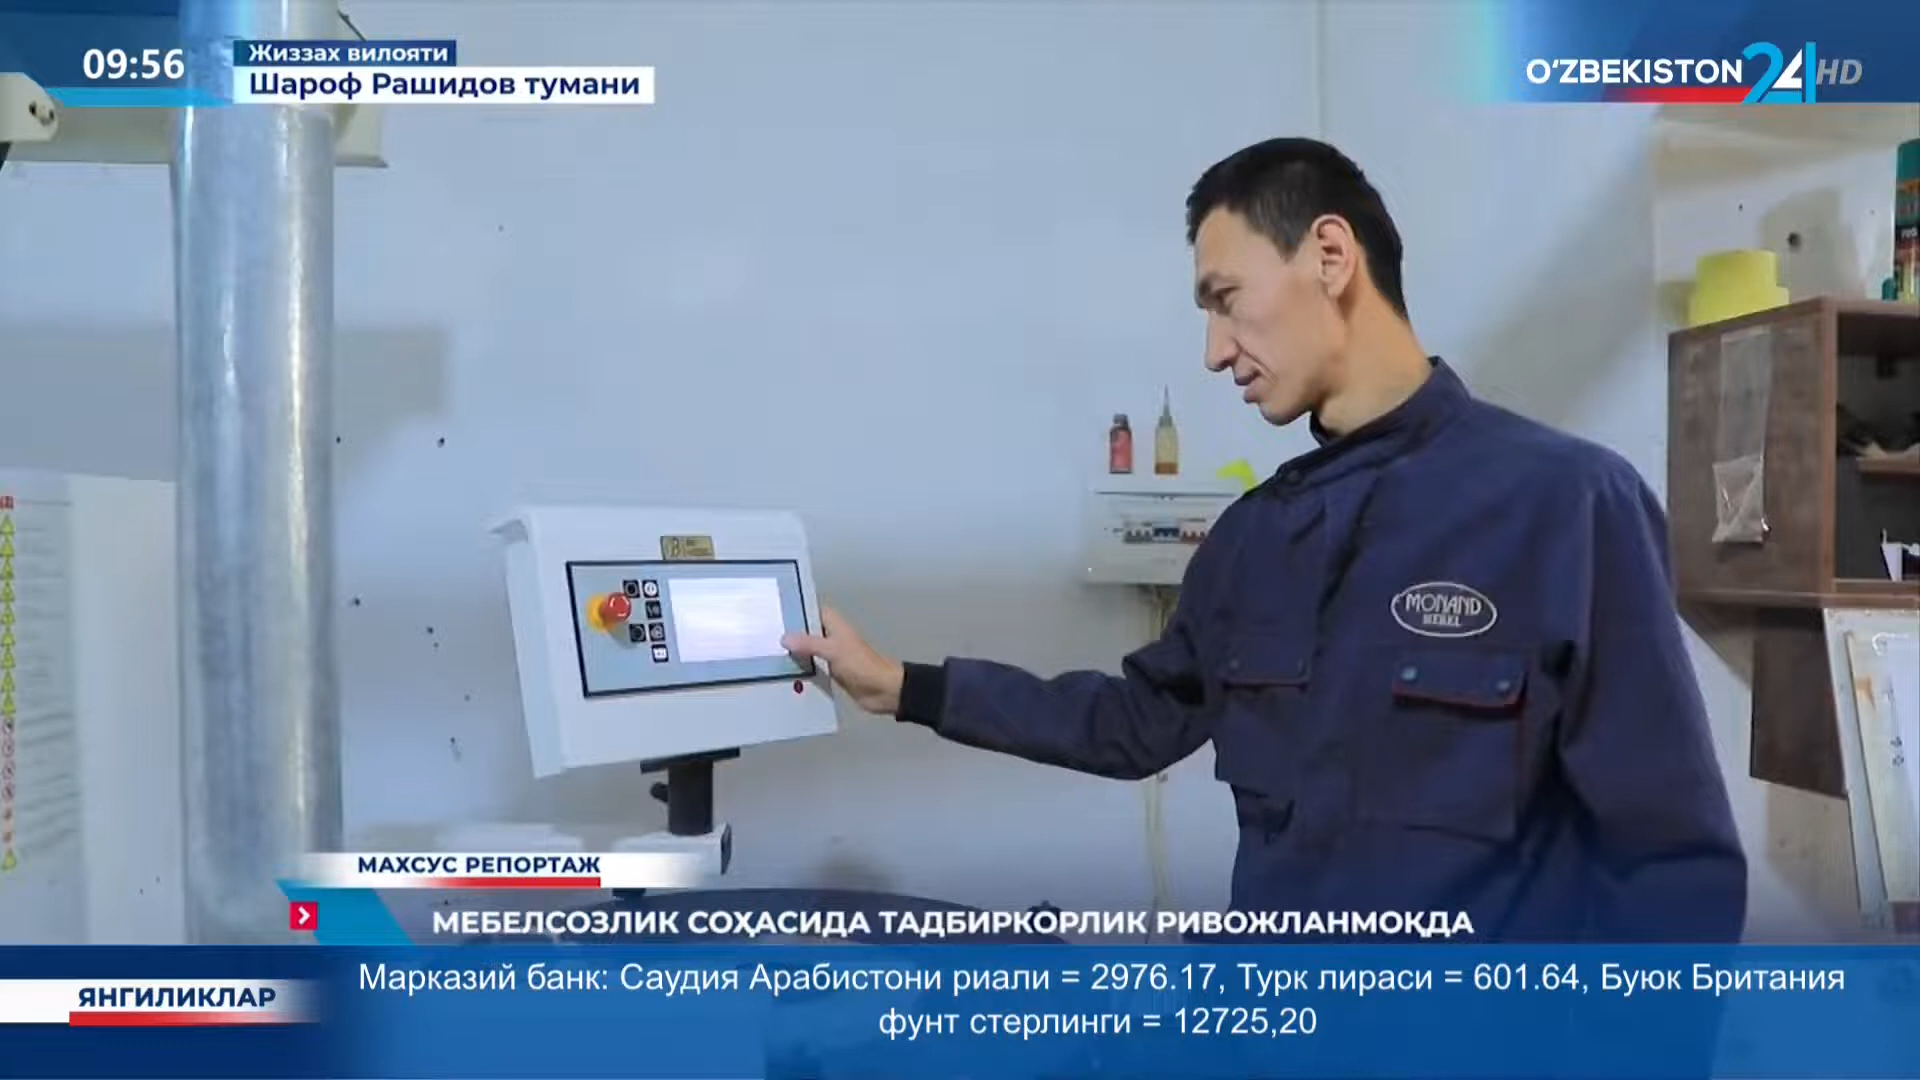 09:56
Жиззах вилояти
Шароф Рашидов тумани
O‘ZBEKISTON 24 HD
MONAND
MEBEL
МАХСУС РЕПОРТАЖ
МЕБЕЛСОЗЛИК СОҲАСИДА ТАДБИРКОРЛИК РИВОЖЛАНМОҚДА
ЯНГИЛИКЛАР
Марказий банк: Саудия Арабистони риали = 2976.17, Турк лираси = 601.64, Буюк Британия
фунт стерлинги = 12725,20